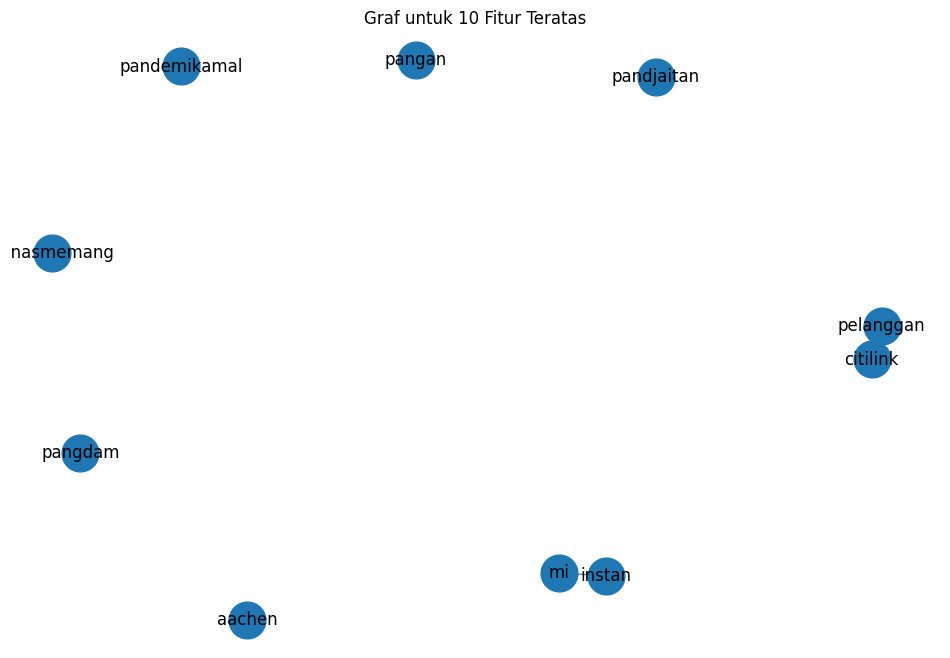 Graf untuk 10 Fitur Teratas
pandemikamal
pangan
pandjaitan
nasmemang
pelanggan
citilink
pangdam
mi
instan
aachen